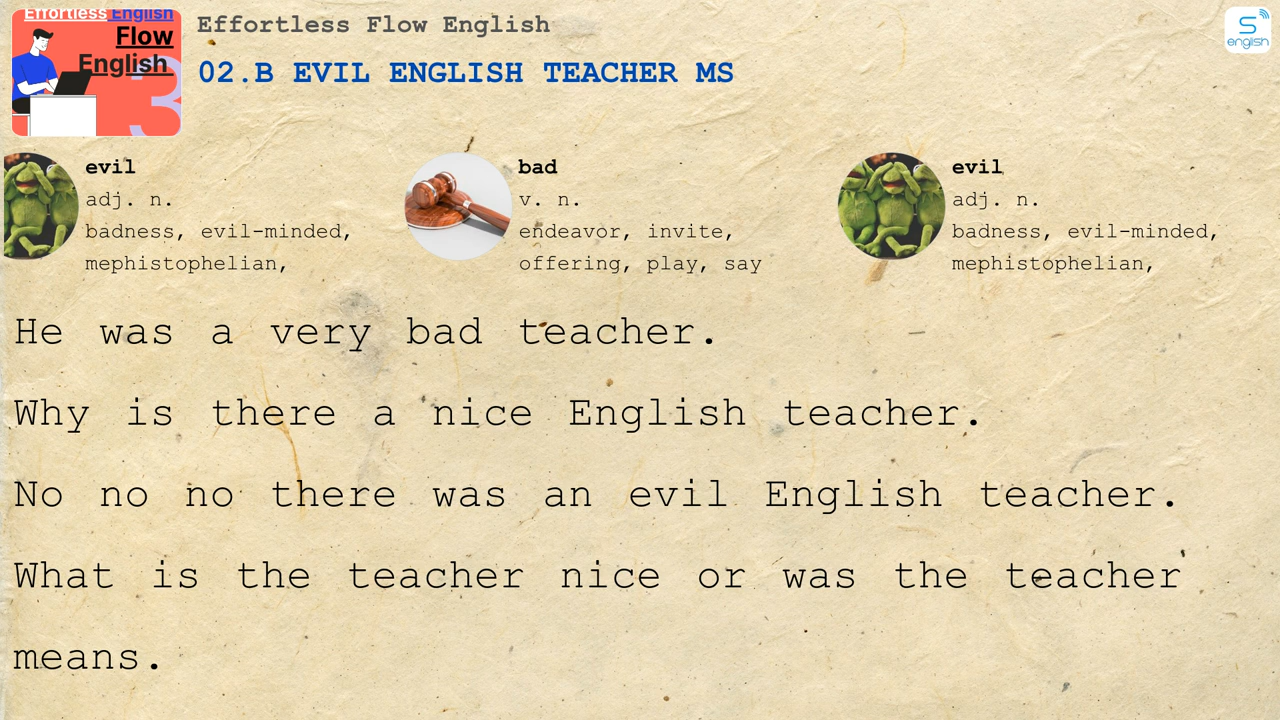 Effortless English
Flow
English
3
Effortless Flow English
02.B EVIL ENGLISH TEACHER MS
S
english
evil
adj. n.
badness, evil-minded,
mephistophelian,
bad
v. n.
endeavor, invite,
offering, play, say
evil
adj. n.
badness, evil-minded,
mephistophelian,
He was a very bad teacher.
Why is there a nice English teacher.
No no no there was an evil English teacher.
What is the teacher nice or was the teacher
means.